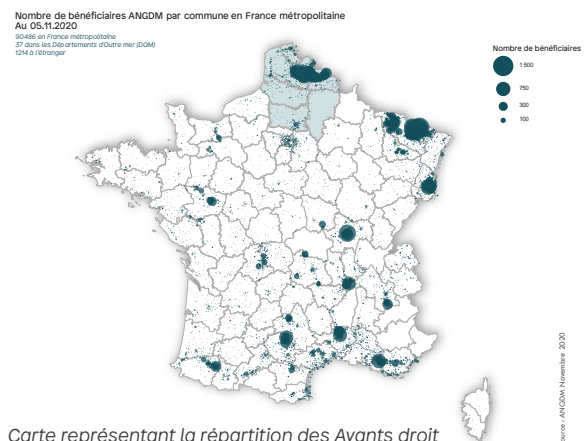 Nombre de bénéficiaires ANGDM par commune en France métropolitaine
Au 05.11.2020
90486 en France métropolitaine
37 dans les Départements d'Outre mer (DOM)
1214 à l'étranger
Nombre de bénéficiaires
1 500
750
300
100
ource : ANGDM Novembre 2020
Carte représentant la répartition des Ayants droit